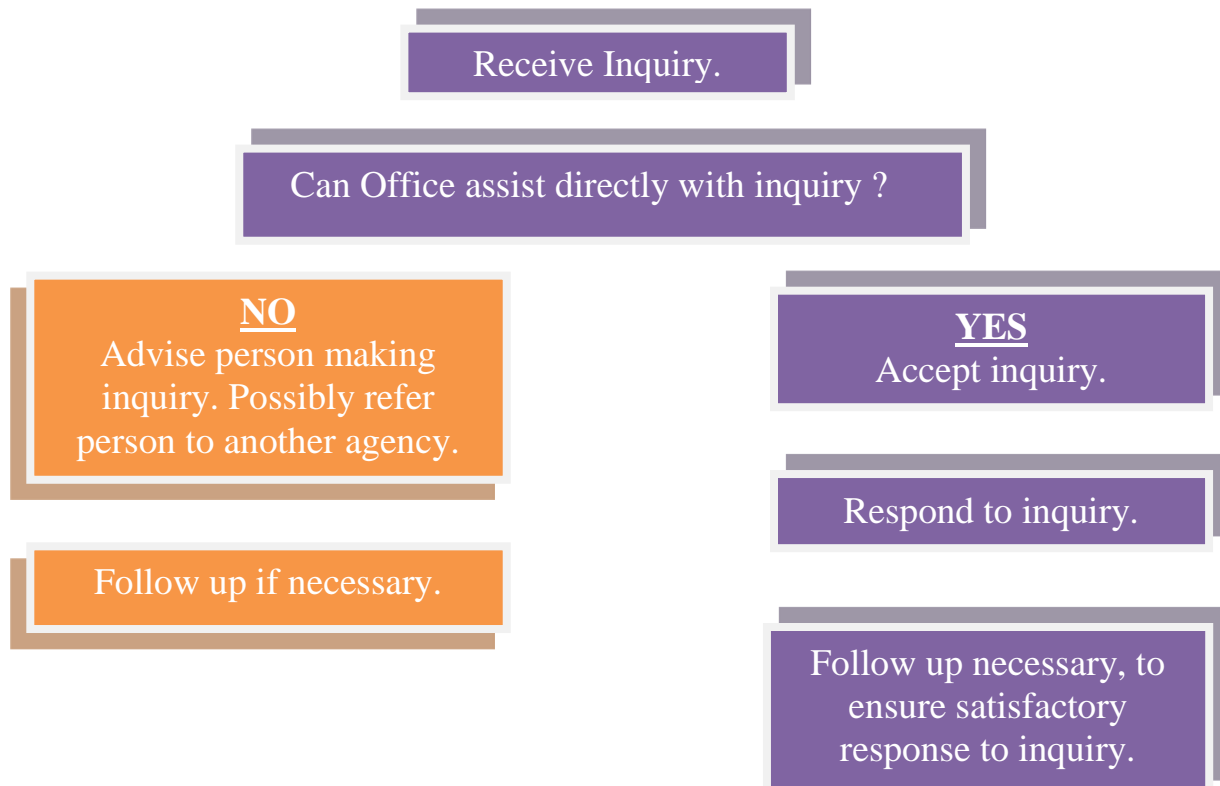 Receive Inquiry.
Can Office assist directly with inquiry ?
NO
Advise person making
inquiry. Possibly refer
person to another agency.
Follow up if necessary.
YES
Accept inquiry.
Respond to inquiry.
Follow up necessary, to
ensure satisfactory
response to inquiry.